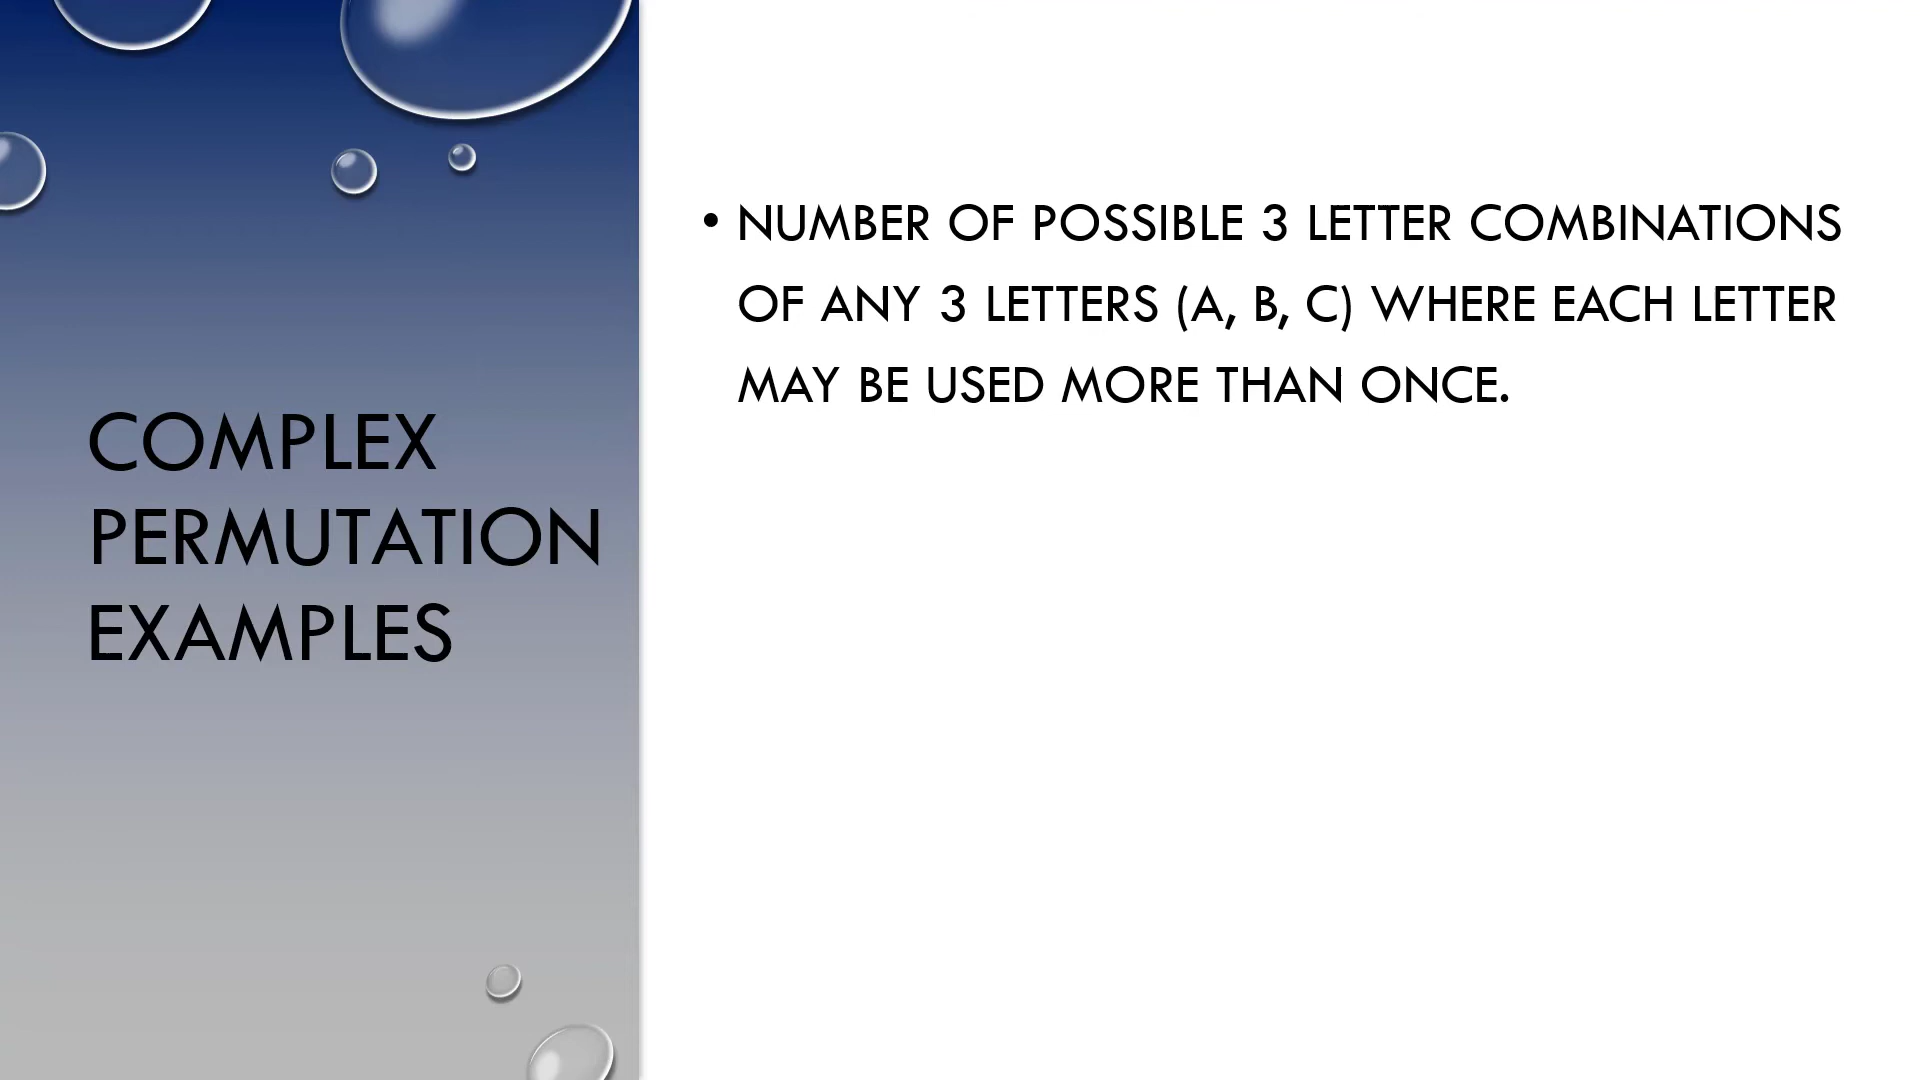 COMPLEX
PERMUTATION
EXAMPLES
• NUMBER OF POSSIBLE 3 LETTER COMBINATIONS
OF ANY 3 LETTERS (A, B, C) WHERE EACH LETTER
MAY BE USED MORE THAN ONCE.